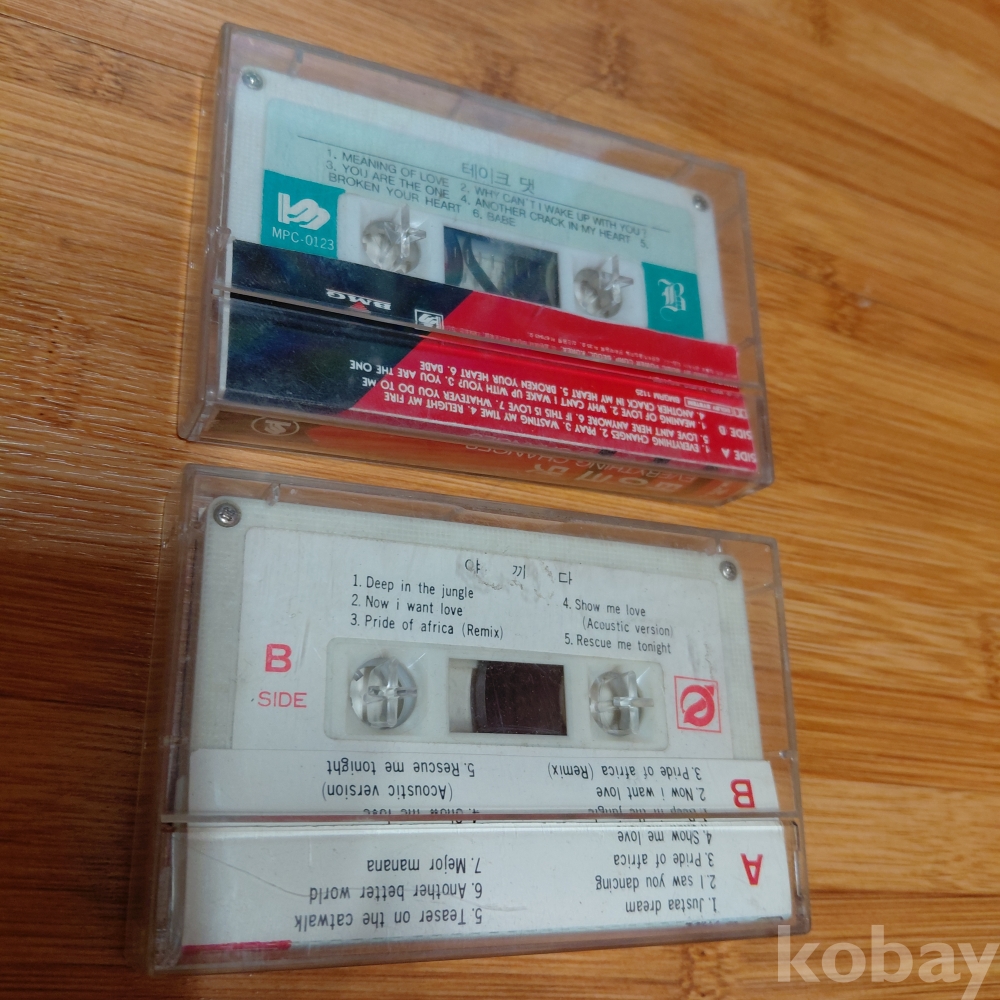 테이크 댓
1. MEANING OF LOVE 2. WHY CAN'T I WAKE UP WITH YOU?
3. YOU ARE THE ONE 4. ANOTHER CRACK IN MY HEART 5.
BROKEN YOUR HEART 6. BABE
MPC-0123
B
BMG
SIDE A
1. EVERYTHING CHANGES 2. PRAY 3. WASTING MY TIME 4. RELIGHT MY FIRE
5. LOVE AIN'T HERE ANYMORE 6. IF THIS IS LOVE 7. WHATEVER YOU DO TO ME
SIDE B
1. MEANING OF LOVE 2. WHY CAN'T I WAKE UP WITH YOU? 3. YOU ARE THE ONE
4. ANOTHER CRACK IN MY HEART 5. BROKEN YOUR HEART 6. BABE
1. Deep in the jungle
2. Now i want love
3. Pride of africa (Remix)
4. Show me love
(Acoustic version)
5. Rescue me tonight
B
SIDE
A
1. Justaa dream
2. I saw you dancing
3. Pride of africa
4. Show me love
5. Teaser on the catwalk
6. Another better world
7. Mejor manana
B
2. Now i want love
3. Pride of africa (Remix)
(Acoustic version)
5. Rescue me tonight
kobay